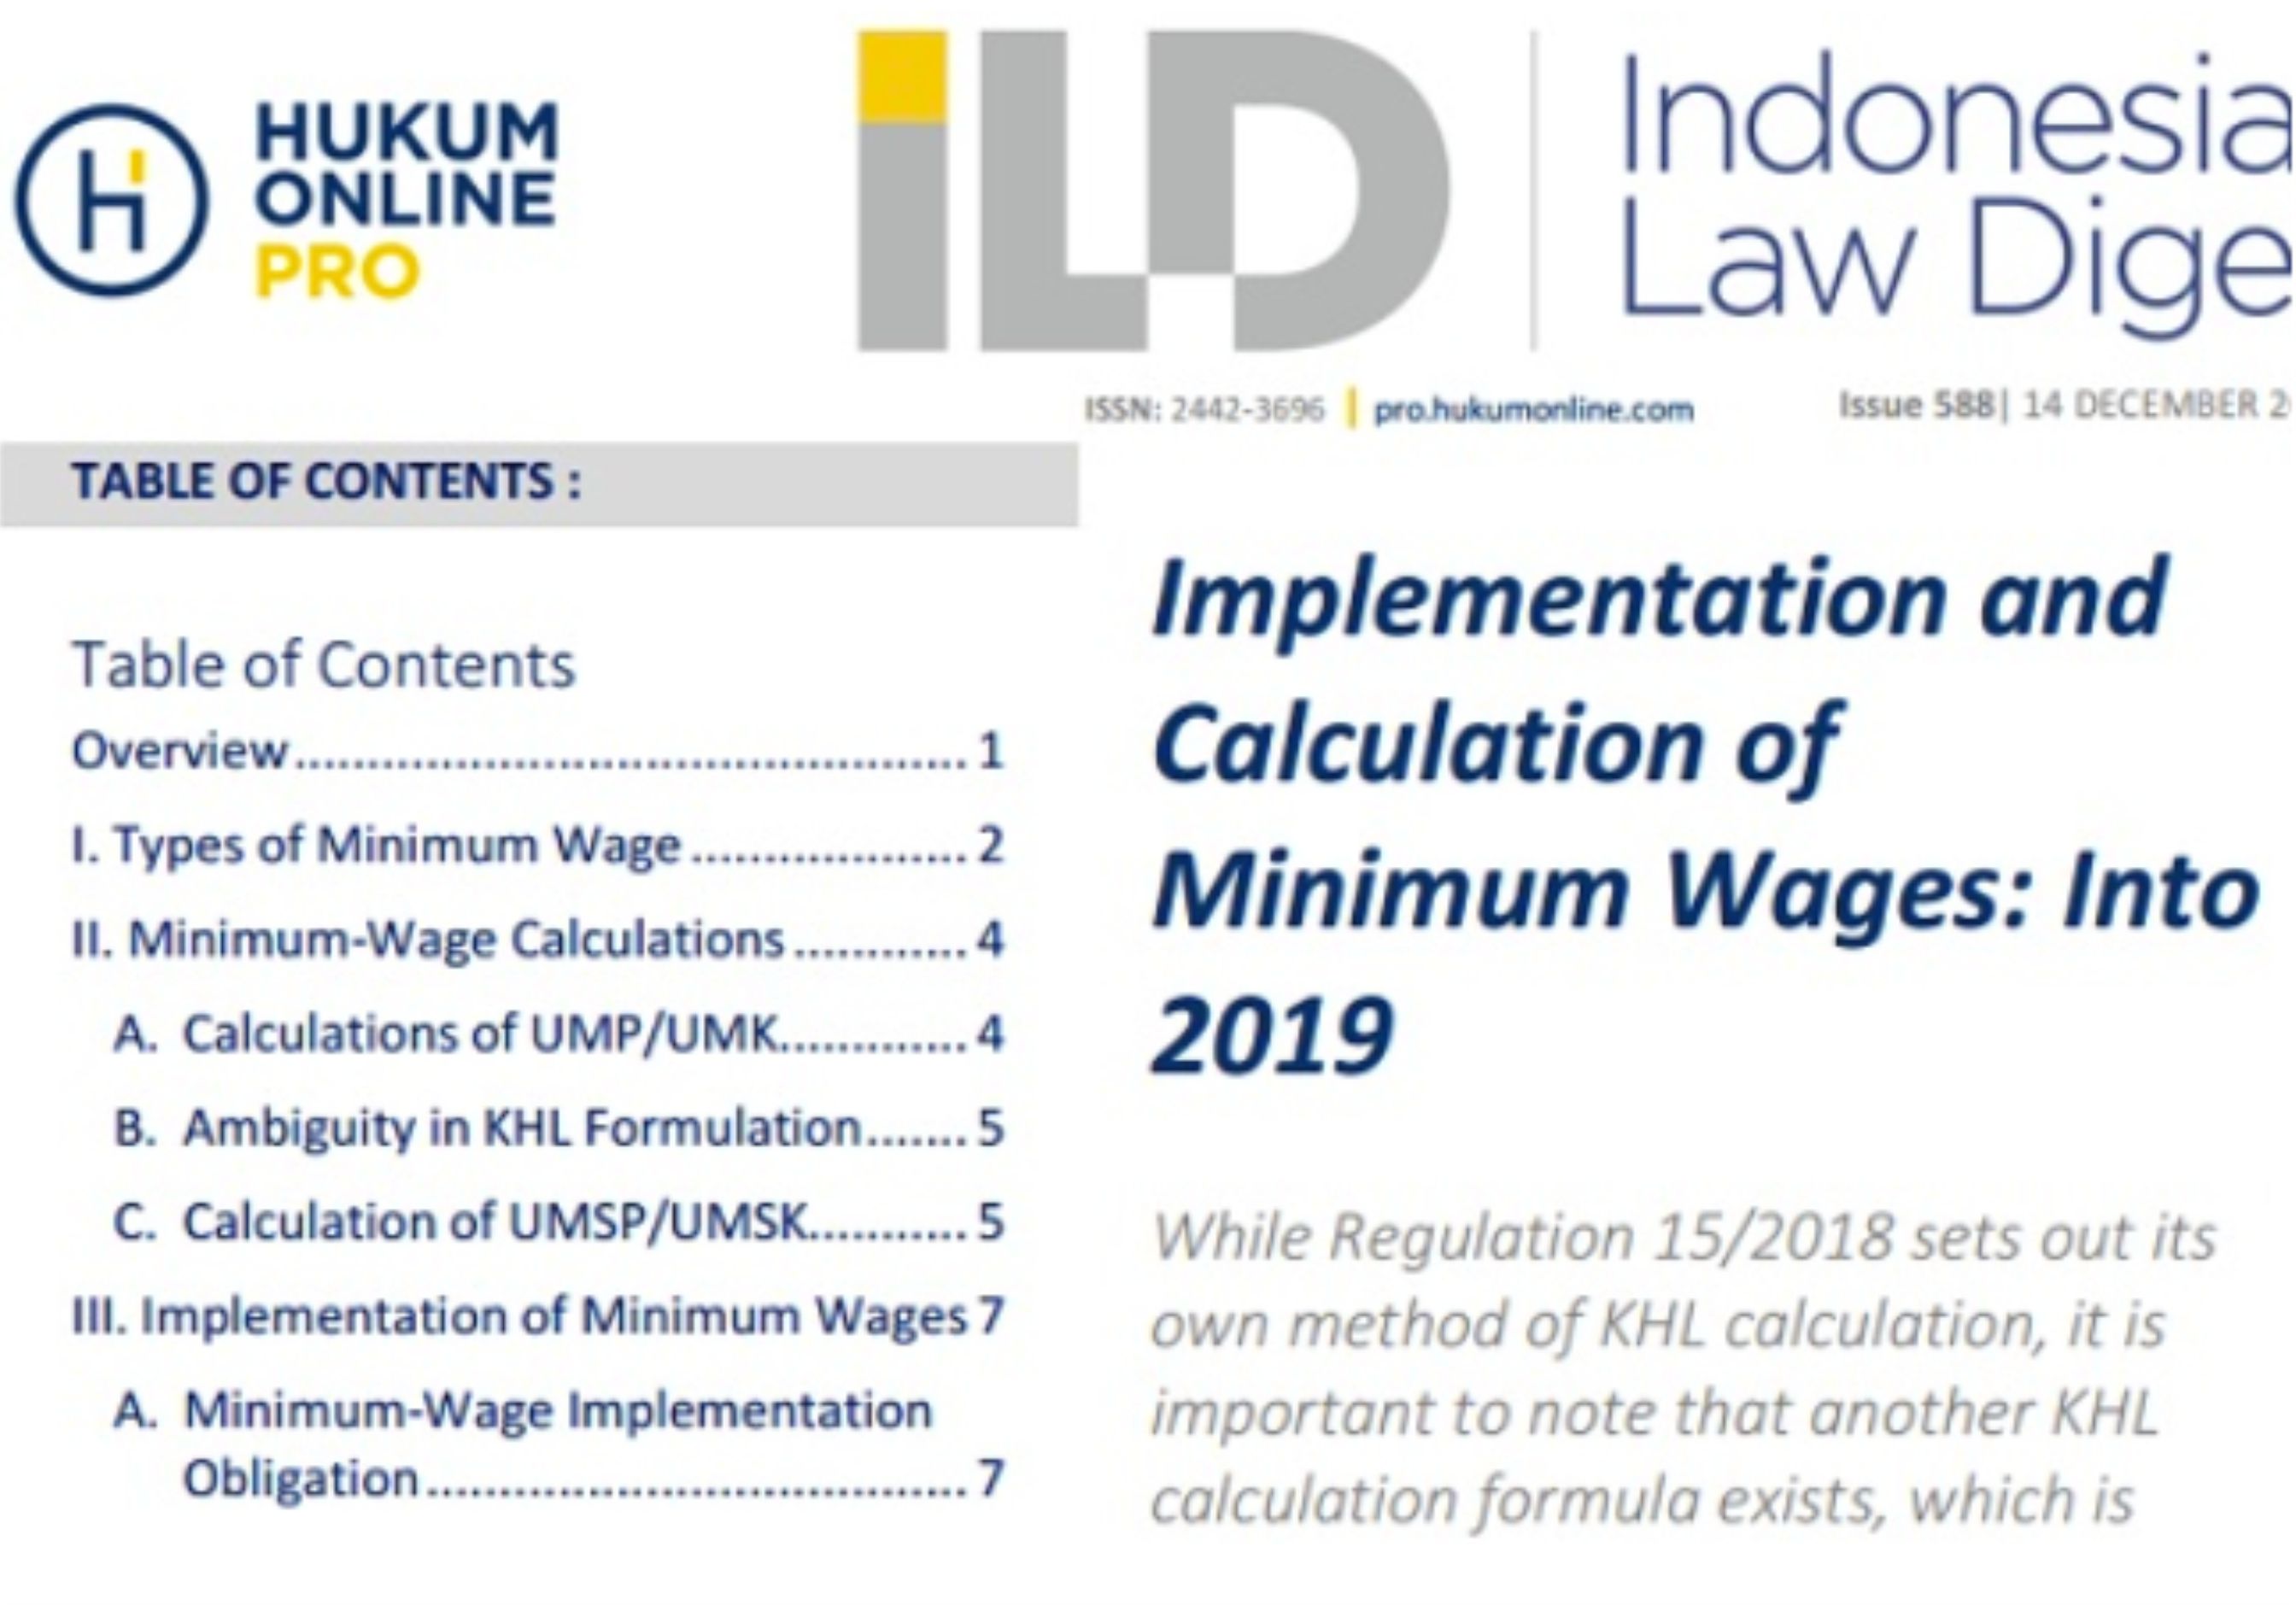 HUKUM
ONLINE
PRO
iLD
Indonesia
Law Dige
ISSN: 2442-3696 | pro.hukumonline.com
Issue 588| 14 DECEMBER 2
TABLE OF CONTENTS :
Table of Contents
Overview............................................... 1
I. Types of Minimum Wage ................... 2
II. Minimum-Wage Calculations ............ 4
A. Calculations of UMP/UMK............. 4
B. Ambiguity in KHL Formulation....... 5
C. Calculation of UMSP/UMSK........... 5
III. Implementation of Minimum Wages 7
A. Minimum-Wage Implementation
Obligation...................................... 7
Implementation and
Calculation of
Minimum Wages: Into
2019
While Regulation 15/2018 sets out its
own method of KHL calculation, it is
important to note that another KHL
calculation formula exists, which is